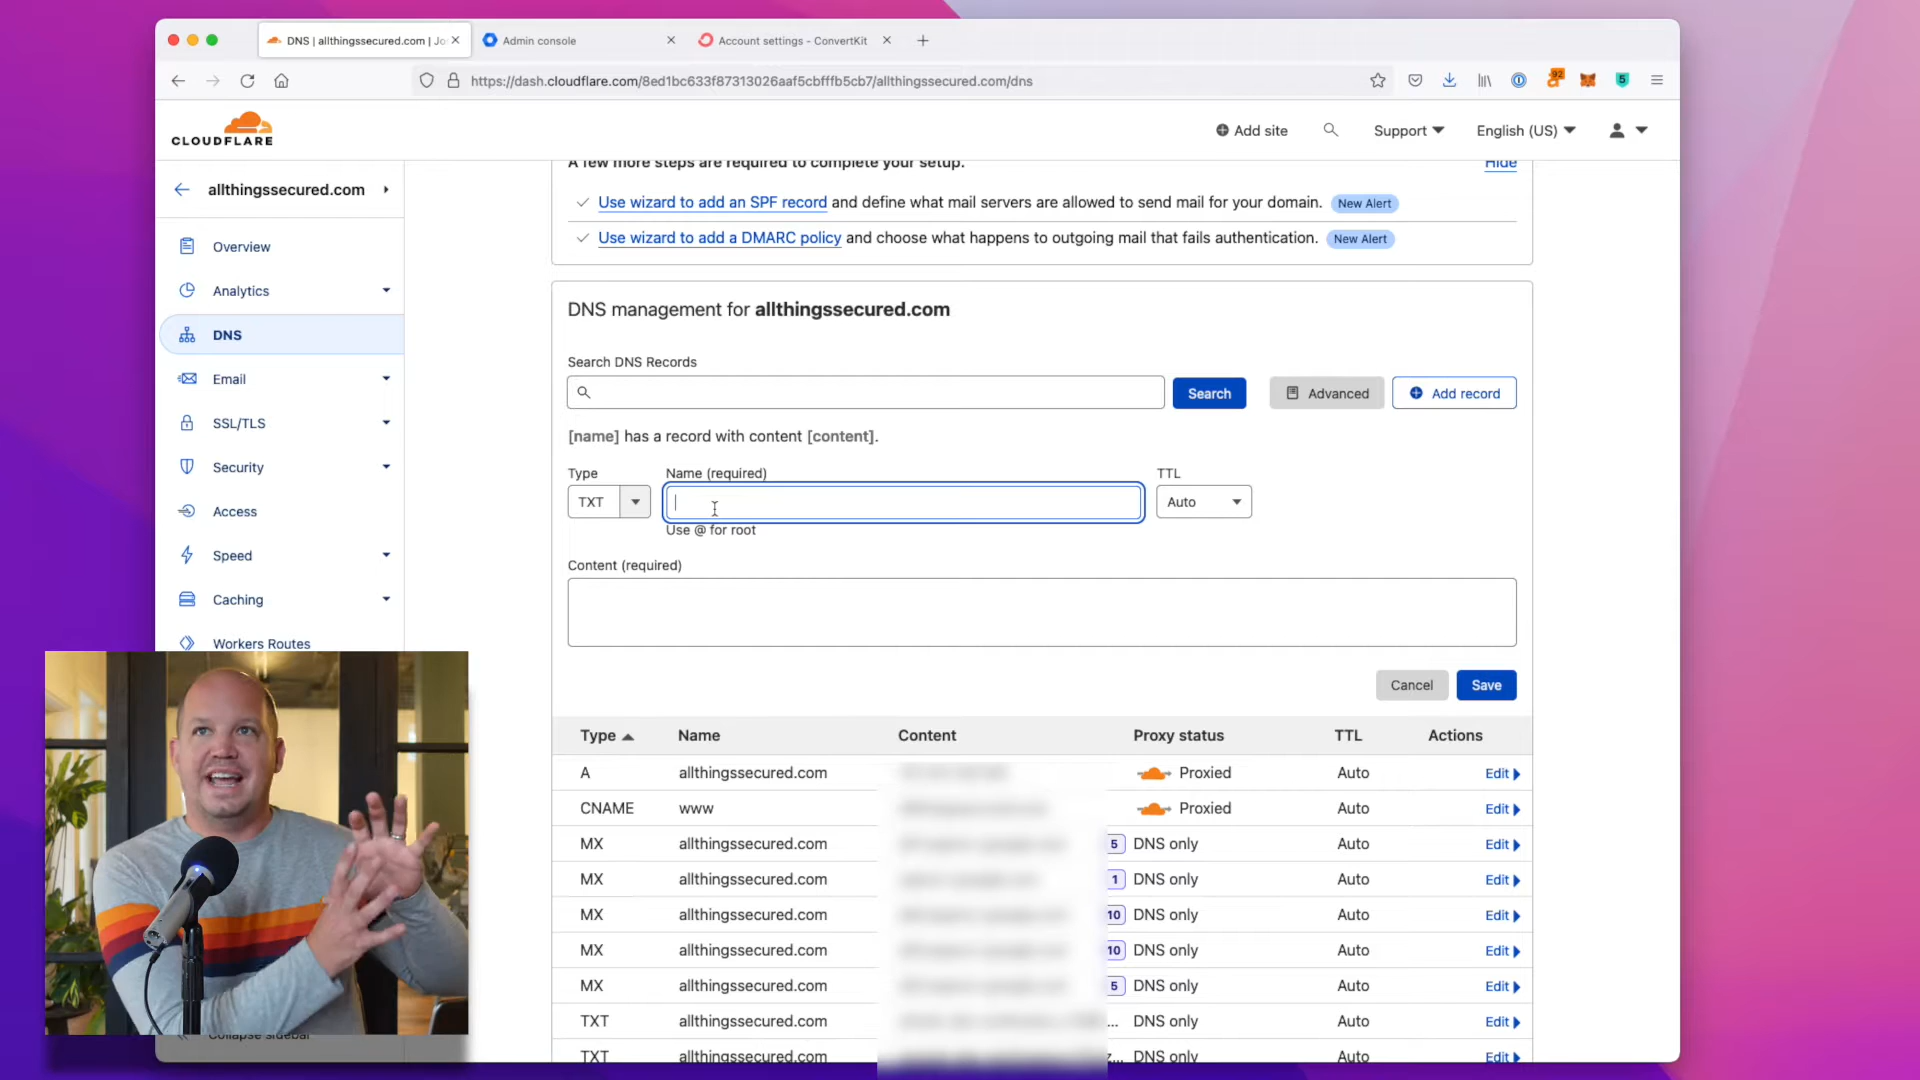 DNS | allthingssecured.com | Jo
Admin console
Account settings - ConvertKit
https://dash.cloudflare.com/8ed1bc633f87313026aaf5cbfffb5cb7/allthingssecured.com/dns
92
5
CLOUDFLARE
Add site
Support
English (US)
allthingssecured.com
Overview
Analytics
DNS
Email
SSL/TLS
Security
Access
Speed
Caching
Workers Routes
Collapse sidebar
A few more steps are required to complete your setup.
Hide
Use wizard to add an SPF record and define what mail servers are allowed to send mail for your domain. New Alert
Use wizard to add a DMARC policy and choose what happens to outgoing mail that fails authentication. New Alert
DNS management for allthingssecured.com
Search DNS Records
Search
Advanced
Add record
[name] has a record with content [content].
Type Name (required) TTL
TXT Auto
Use @ for root
Content (required)
Cancel Save
Type Name Content Proxy status TTL Actions
A allthingssecured.com Proxied Auto Edit
CNAME www Proxied Auto Edit
MX allthingssecured.com 5 DNS only Auto Edit
MX allthingssecured.com 1 DNS only Auto Edit
MX allthingssecured.com 10 DNS only Auto Edit
MX allthingssecured.com 10 DNS only Auto Edit
MX allthingssecured.com 5 DNS only Auto Edit
TXT allthingssecured.com ... DNS only Auto Edit
TXT allthingssecured.com z... DNS only Auto Edit